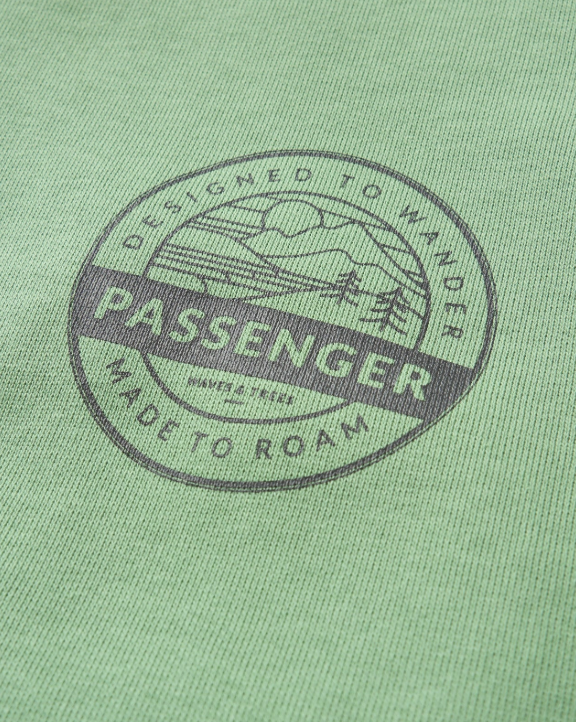 DESIGNED TO WANDER
PASSENGER
WAVES & TREES
MADE TO ROAM